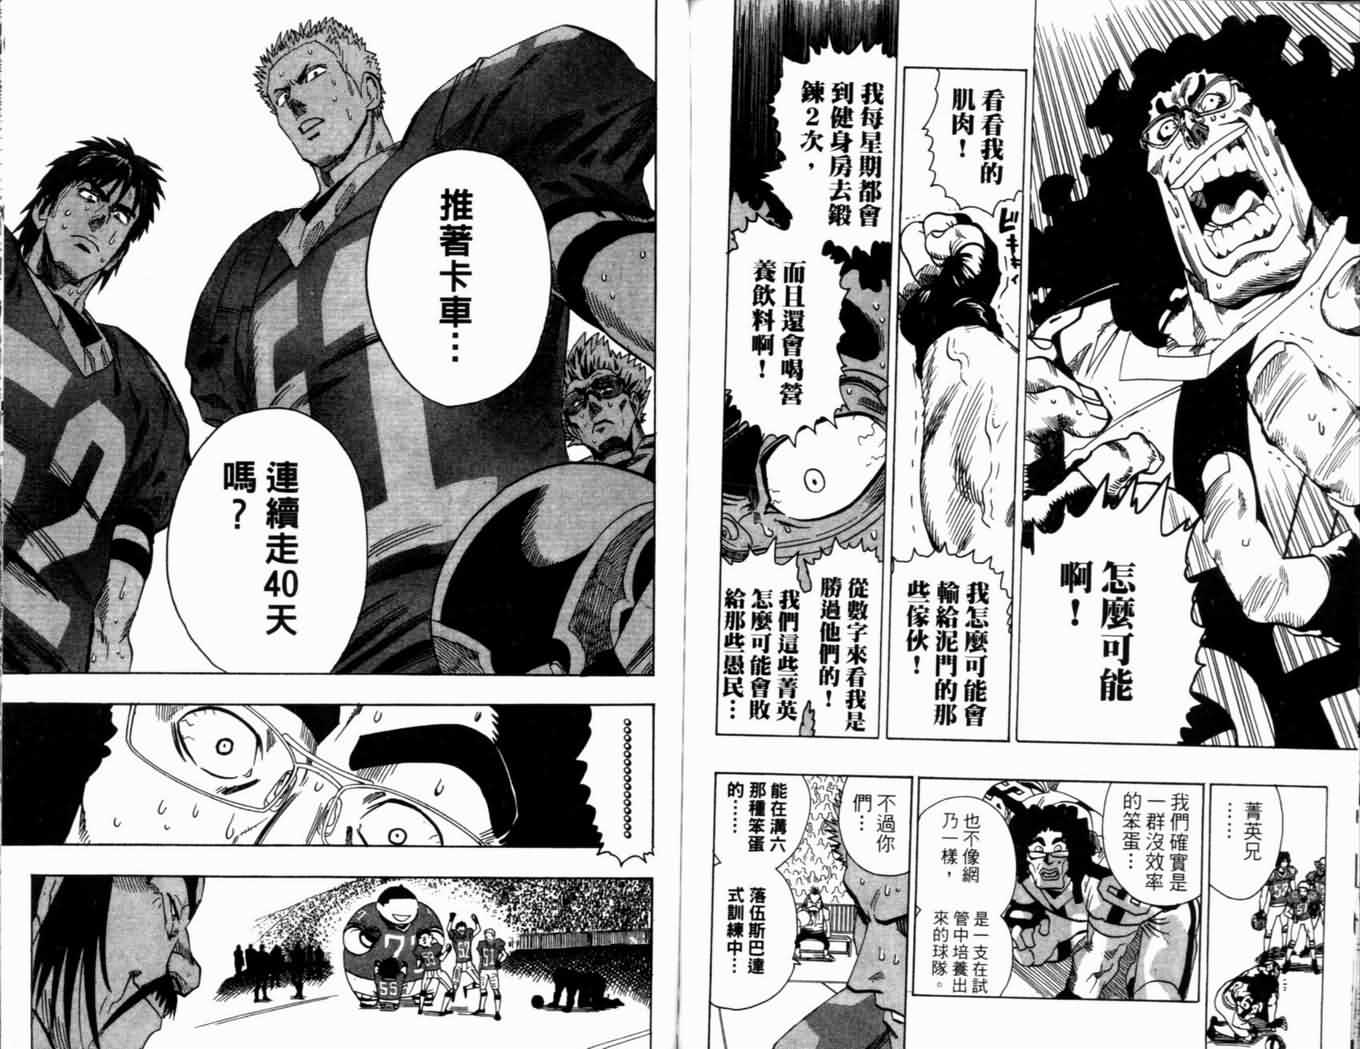 怎麼可能
啊！
看看我的
肌肉！
ビキィィ
我怎麼可能會
輸給泥門的那
些傢伙！
我每星期都會
到健身房去鍛
鍊2次，
而且還會喝營
養飲料啊！
從數字來看我是
勝過他們的！
我們這些菁英
怎麼可能會敗
給那些愚民…
菁英兄
……
我們確實是
一群沒效率
的笨蛋…
也不像網
乃一樣，
是一支在試
管中培養出
來的球隊。
不過你
們…
能在溝六
那種笨蛋
的……
落伍斯巴達
式訓練中…
推著卡車…
連續走40天
嗎？
…………
71
55
51